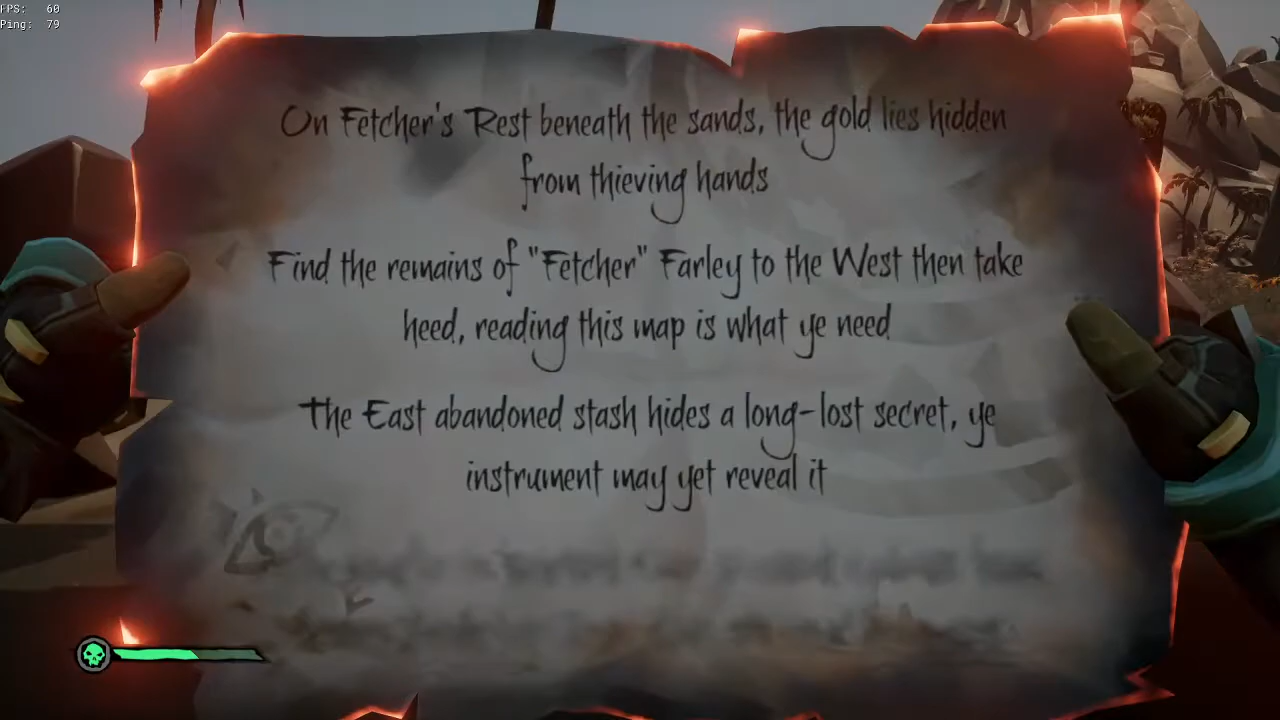 FPS: 60
Ping: 79
On Fetcher's Rest beneath the sands, the gold lies hidden
from thieving hands
Find the remains of "Fetcher" Farley to the West then take
heed, reading this map is what ye need
The East abandoned stash hides a long-lost secret, ye
instrument may yet reveal it